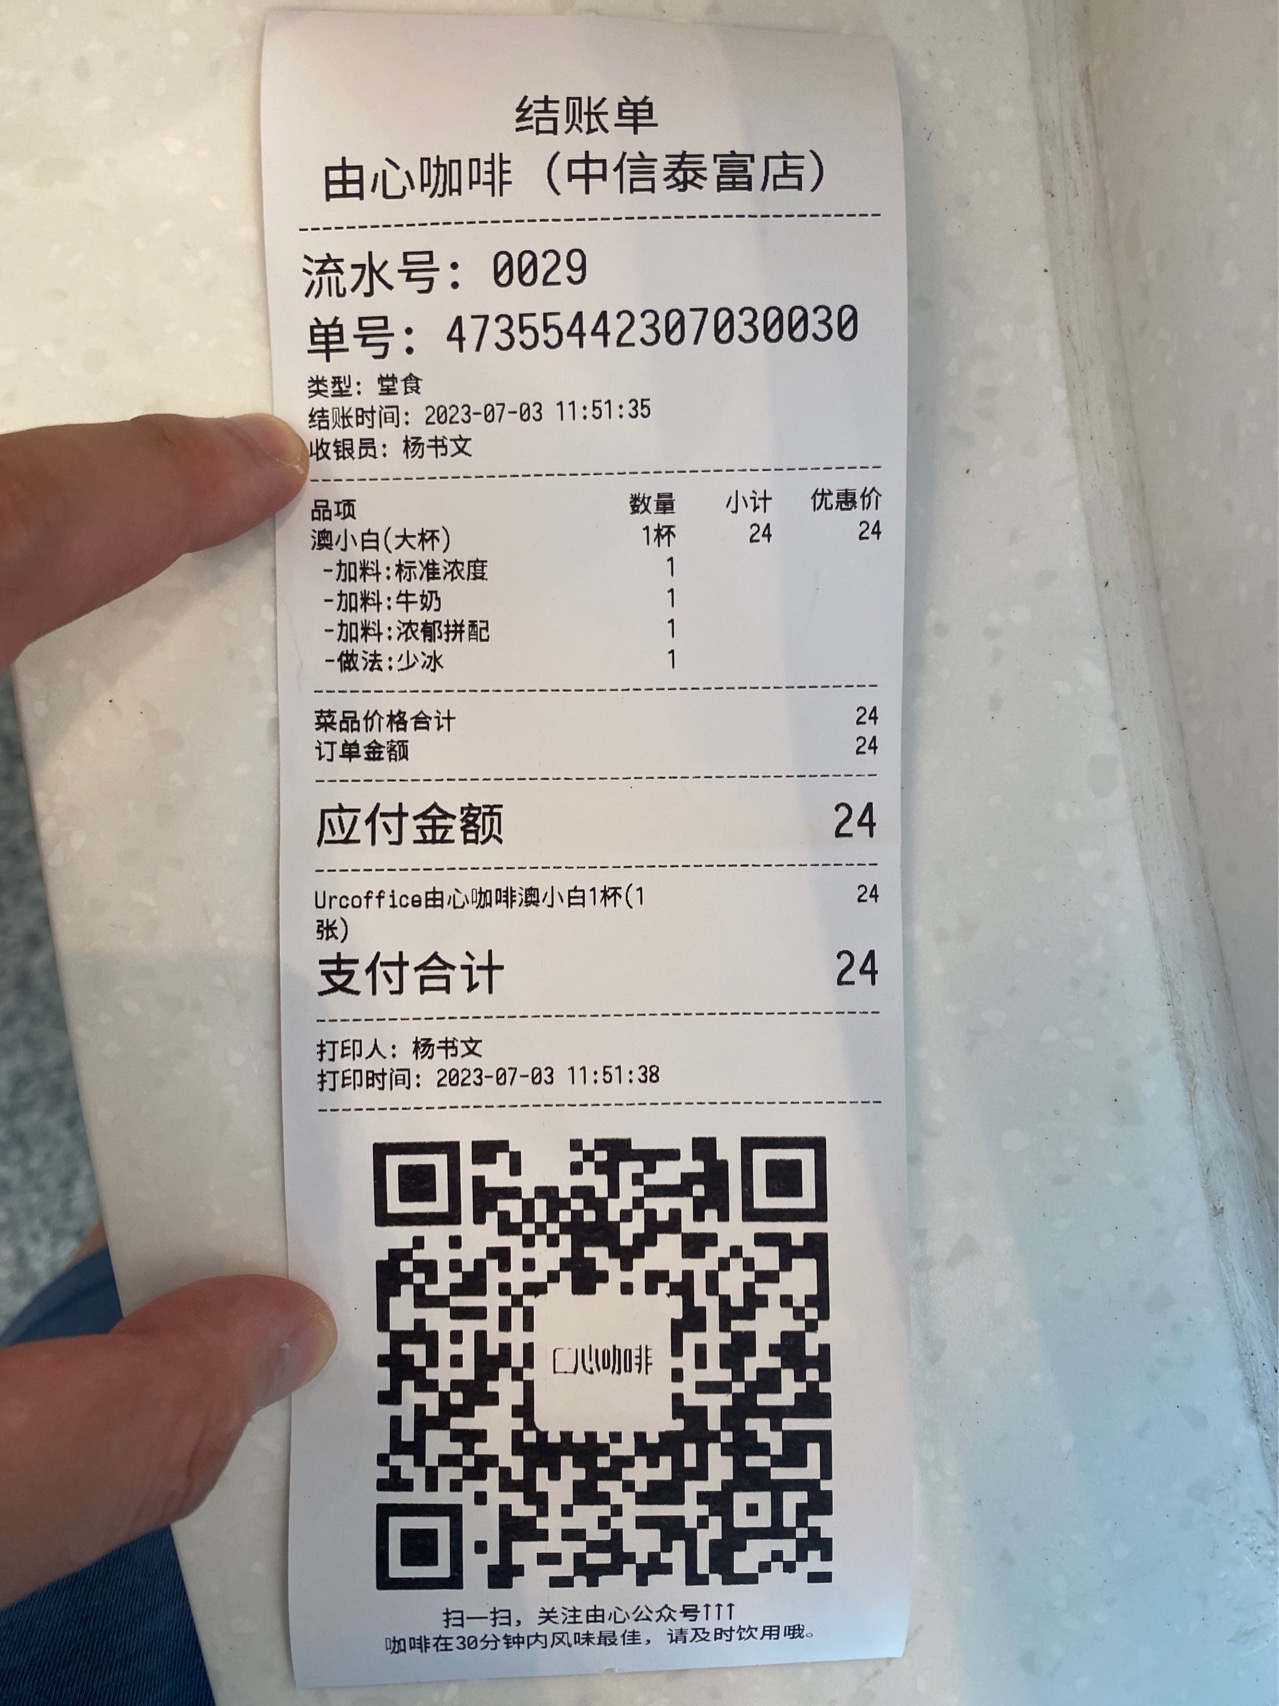 结账单
由心咖啡（中信泰富店）
流水号：0029
单号：47355442307030030
类型：堂食
结账时间：2023-07-03 11:51:35
收银员：杨书文
品项 数量 小计 优惠价
澳小白(大杯) 1杯 24 24
-加料:标准浓度 1
-加料:牛奶 1
-加料:浓郁拼配 1
-做法:少冰 1
菜品价格合计 24
订单金额 24
应付金额 24
Urcoffice由心咖啡澳小白1杯(1 24
张)
支付合计 24
打印人：杨书文
打印时间：2023-07-03 11:51:38
心咖啡
扫一扫，关注由心公众号↑↑↑
咖啡在30分钟内风味最佳，请及时饮用哦。